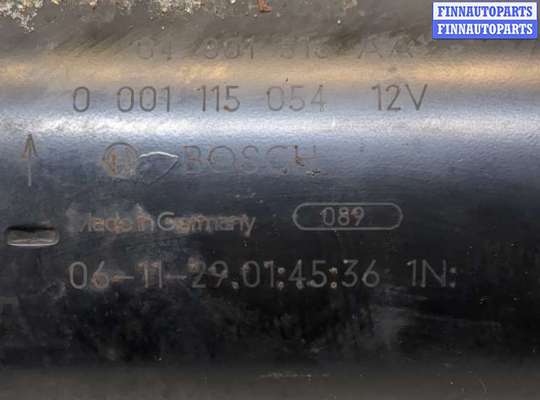 FINNAUTOPARTS
FINNAUTOPARTS
0 001 115 054 12V
BOSCH
Made in Germany 089
06-11-29.01:45:36 1N: